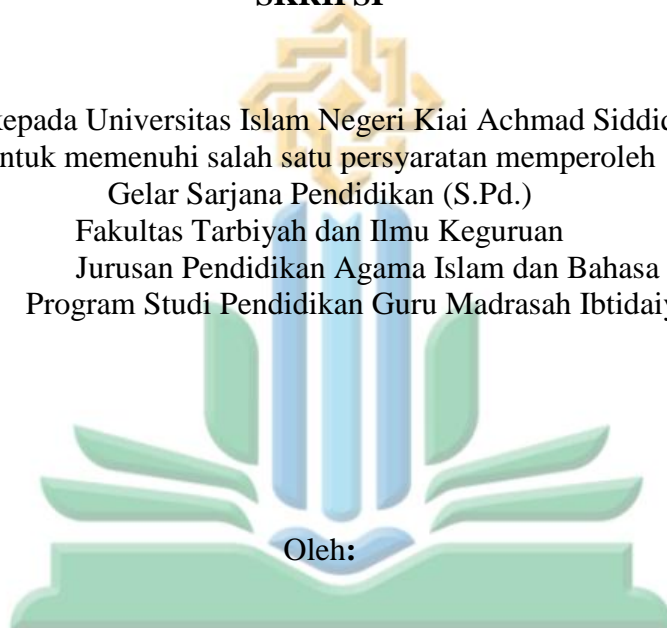 SKRIPSI
kepada Universitas Islam Negeri Kiai Achmad Siddiq
ntuk memenuhi salah satu persyaratan memperoleh
Gelar Sarjana Pendidikan (S.Pd.)
Fakultas Tarbiyah dan Ilmu Keguruan
Jurusan Pendidikan Agama Islam dan Bahasa
Program Studi Pendidikan Guru Madrasah Ibtidaiy
Oleh: